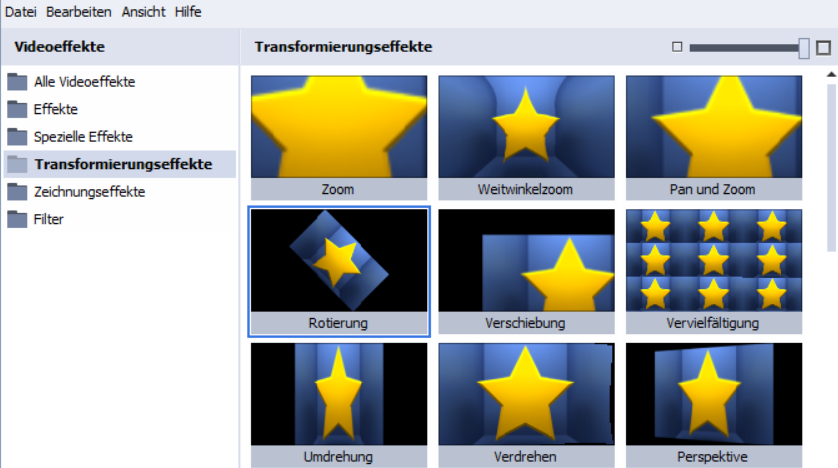 Datei Bearbeiten Ansicht Hilfe
Videoeffekte
Transformierungseffekte
Alle Videoeffekte
Effekte
Spezielle Effekte
Transformierungseffekte
Zeichnungseffekte
Filter
Zoom Weitwinkelzoom Pan und Zoom
Rotierung Verschiebung Vervielfältigung
Umdrehung Verdrehen Perspektive